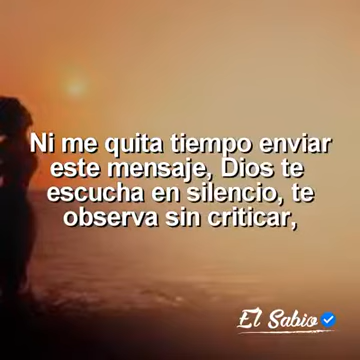 Ni me quita tiempo enviar
este mensaje, Dios te
escucha en silencio, te
observa sin criticar,
El Sabio